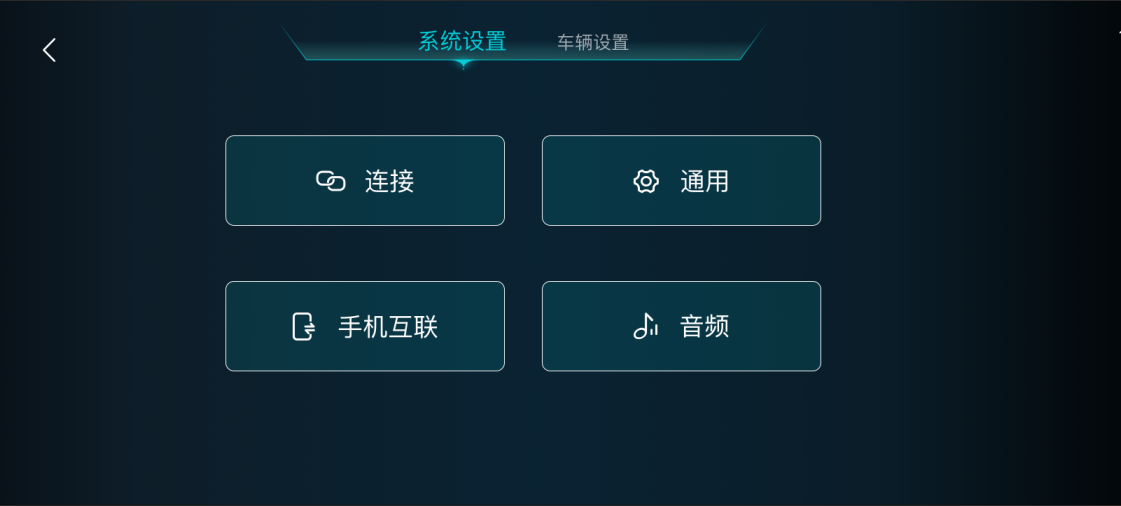 系统设置 车辆设置
连接 通用
手机互联 音频